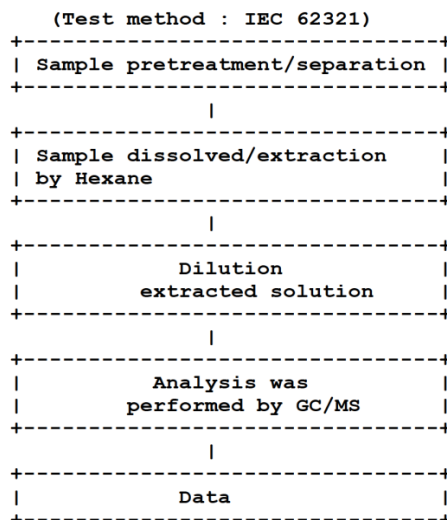 (Test method : IEC 62321)
Sample pretreatment/separation
Sample dissolved/extraction
by Hexane
Dilution
extracted solution
Analysis was
performed by GC/MS
Data